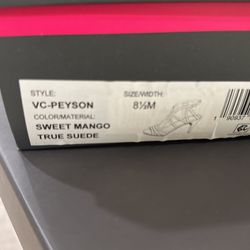 STYLE: SIZE/WIDTH:
VC-PEYSON 8½M
COLOR/MATERIAL:
SWEET MANGO
TRUE SUEDE